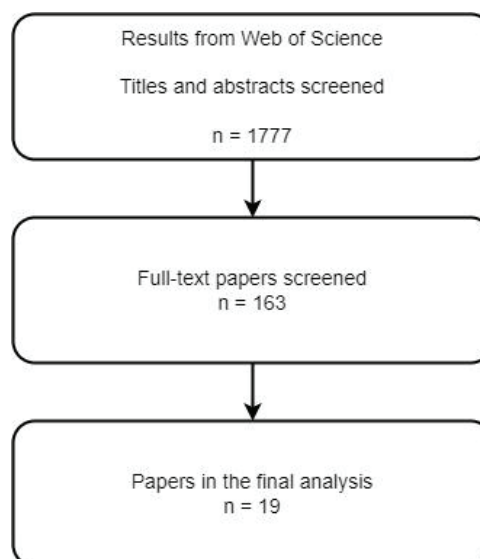 Results from Web of Science
Titles and abstracts screened
n = 1777
Full-text papers screened
n = 163
Papers in the final analysis
n = 19